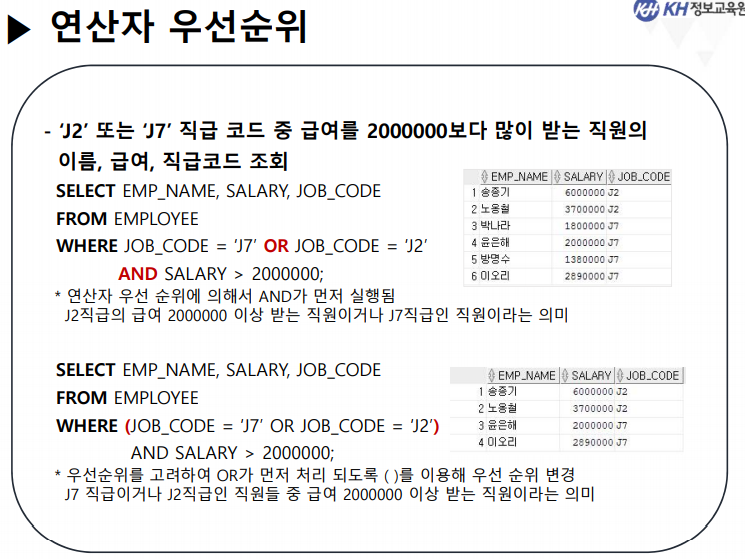 ▶ 연산자 우선순위
KH 정보교육원
- ‘J2’ 또는 ‘J7’ 직급 코드 중 급여를 2000000보다 많이 받는 직원의
이름, 급여, 직급코드 조회
SELECT EMP_NAME, SALARY, JOB_CODE
FROM EMPLOYEE
WHERE JOB_CODE = ‘J7’ OR JOB_CODE = ‘J2’
AND SALARY > 2000000;
* 연산자 우선 순위에 의해서 AND가 먼저 실행됨
J2직급의 급여 2000000 이상 받는 직원이거나 J7직급인 직원이라는 의미
EMP_NAME SALARY JOB_CODE
1 송중기 6000000 J2
2 노옹철 3700000 J2
3 박나라 1800000 J7
4 윤은해 2000000 J7
5 방명수 1380000 J7
6 이오리 2890000 J7
SELECT EMP_NAME, SALARY, JOB_CODE
FROM EMPLOYEE
WHERE (JOB_CODE = ‘J7’ OR JOB_CODE = ‘J2’)
AND SALARY > 2000000;
* 우선순위를 고려하여 OR가 먼저 처리 되도록 ( )를 이용해 우선 순위 변경
J7 직급이거나 J2직급인 직원들 중 급여 2000000 이상 받는 직원이라는 의미
EMP_NAME SALARY JOB_CODE
1 송중기 6000000 J2
2 노옹철 3700000 J2
3 윤은해 2000000 J7
4 이오리 2890000 J7